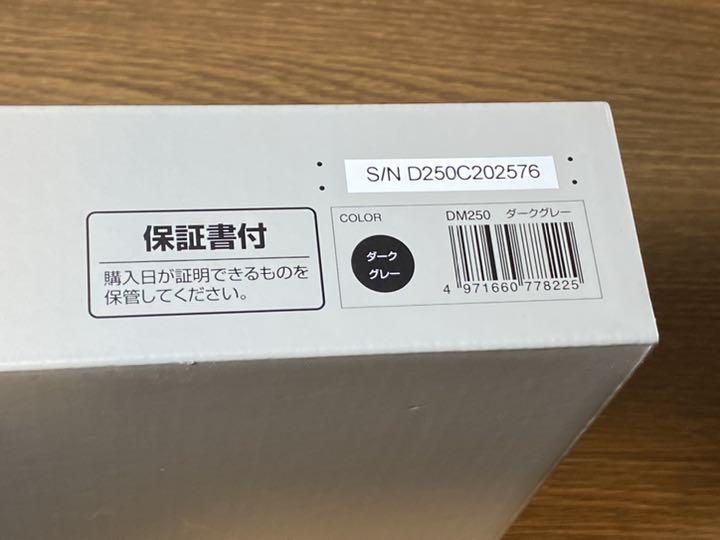 S/N D250C202576
保証書付
購入日が証明できるものを
保管してください。
COLOR
ダーク
グレー
DM250 ダークグレー
4 971660 778225